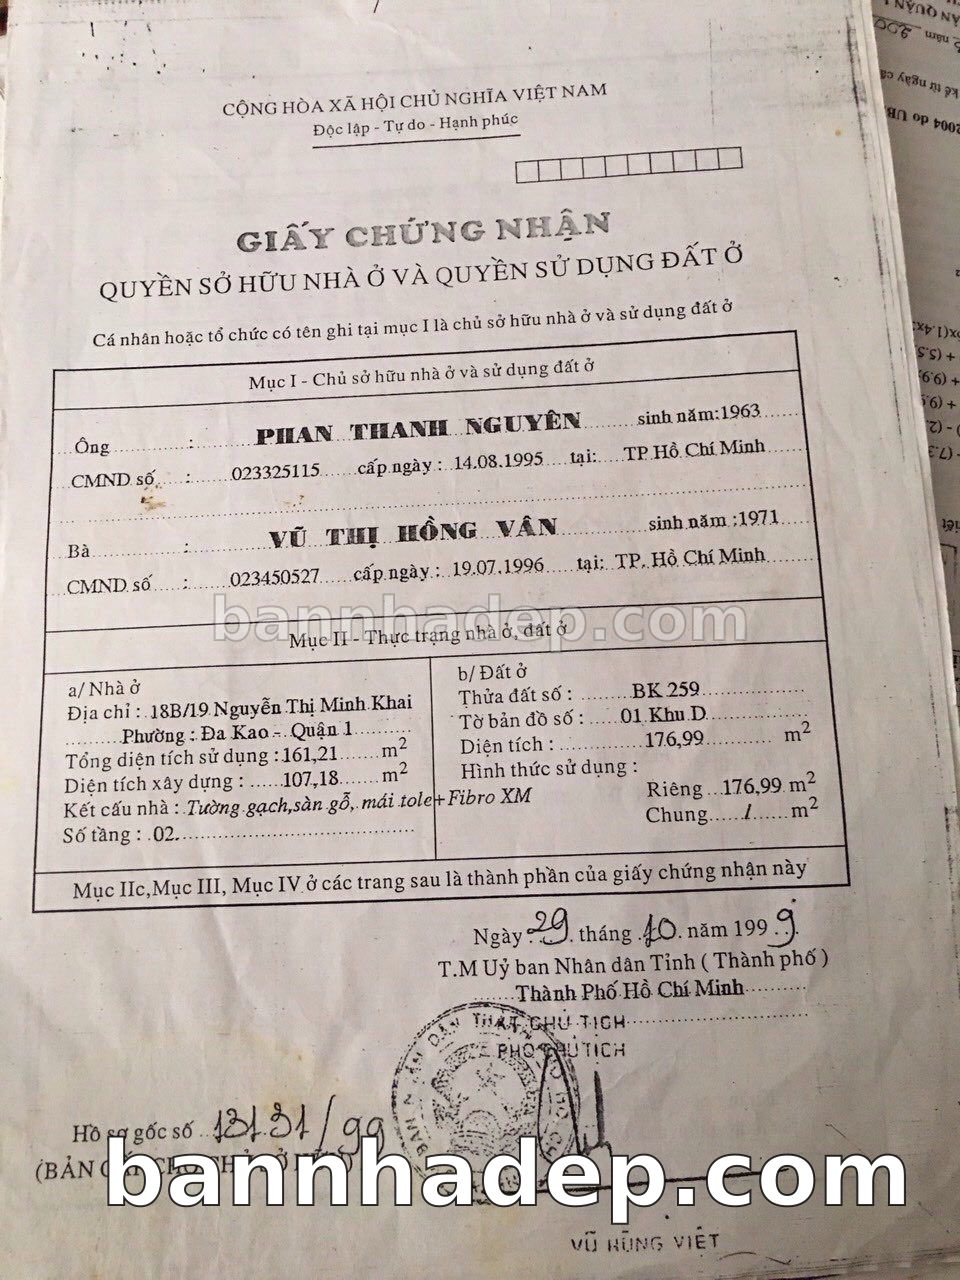 CỘNG HÒA XÃ HỘI CHỦ NGHĨA VIỆT NAM
Độc lập - Tự do - Hạnh phúc
GIẤY CHỨNG NHẬN
QUYỀN SỞ HỮU NHÀ Ở VÀ QUYỀN SỬ DỤNG ĐẤT Ở
Cá nhân hoặc tổ chức có tên ghi tại mục I là chủ sở hữu nhà ở và sử dụng đất ở
Mục I - Chủ sở hữu nhà ở và sử dụng đất ở
Ông : PHAN THANH NGUYÊN sinh năm:1963
CMND số : 023325115 cấp ngày : 14.08.1995 tại: TP Hồ Chí Minh
Bà : VŨ THỊ HỒNG VÂN sinh năm :1971
CMND số : 023450527 cấp ngày : 19.07.1996 tại: TP. Hồ Chí Minh
bannhadep.com
Mục II - Thực trạng nhà ở, đất ở
a/ Nhà ở
Địa chỉ : 18B/19 Nguyễn Thị Minh Khai
Phường : Đa Kao - Quận 1
Tổng diện tích sử dụng : 161,21 m2
Diện tích xây dựng : 107,18 m2
Kết cấu nhà : Tường gạch,sàn gỗ, mái tole+Fibro XM
Số tầng : 02
b/ Đất ở
Thửa đất số : BK 259
Tờ bản đồ số : 01 Khu D
Diện tích : 176,99 m2
Hình thức sử dụng :
Riêng 176,99 m2
Chung / m2
Mục IIc,Mục III, Mục IV ở các trang sau là thành phần của giấy chứng nhận này
Ngày 29 tháng 10 năm 1999
T.M Uỷ ban Nhân dân Tỉnh ( Thành phố )
Thành Phố Hồ Chí Minh
CHỦ TỊCH
PHÓ CHỦ TỊCH
Hồ sơ gốc số 13131/99
bannhadep.com
VŨ HÙNG VIỆT